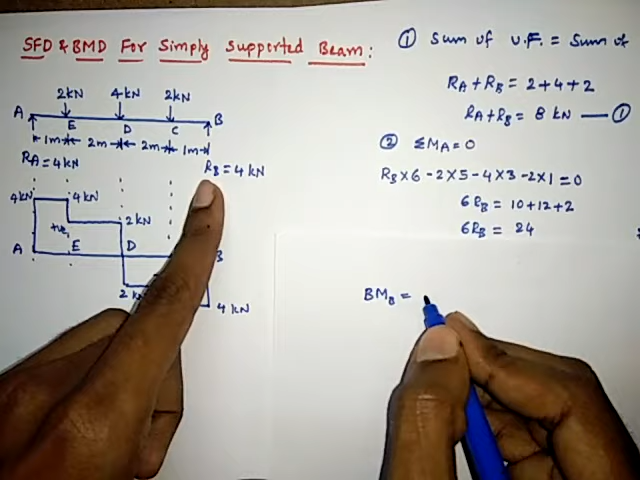 SFD & BMD For Simply Supported Beam :
2kN 4kN 2kN
A B
E D C
1m 2m 2m 1m
RA = 4kN
RB = 4 kN
4kN 4kN
2kN
+ve
A E D B
2 kN
4 kN
① Sum of U.F. = Sum of
RA + RB = 2+4+2
RA + RB = 8 kN — ①
② ΣMA = 0
RB × 6 - 2×5 - 4×3 - 2×1 = 0
6RB = 10+12+2
6RB = 24
BMB =